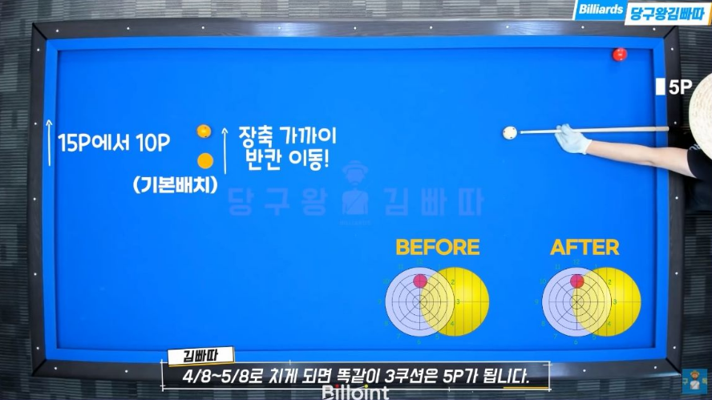 Billiards 당구왕김빠따
5P
15P에서 10P
장축 가까이
반칸 이동!
(기본배치)
당구왕 김빠따
BEFORE
AFTER
김빠따
4/8~5/8로 치게 되면 똑같이 3쿠션은 5P가 됩니다.
Billoint